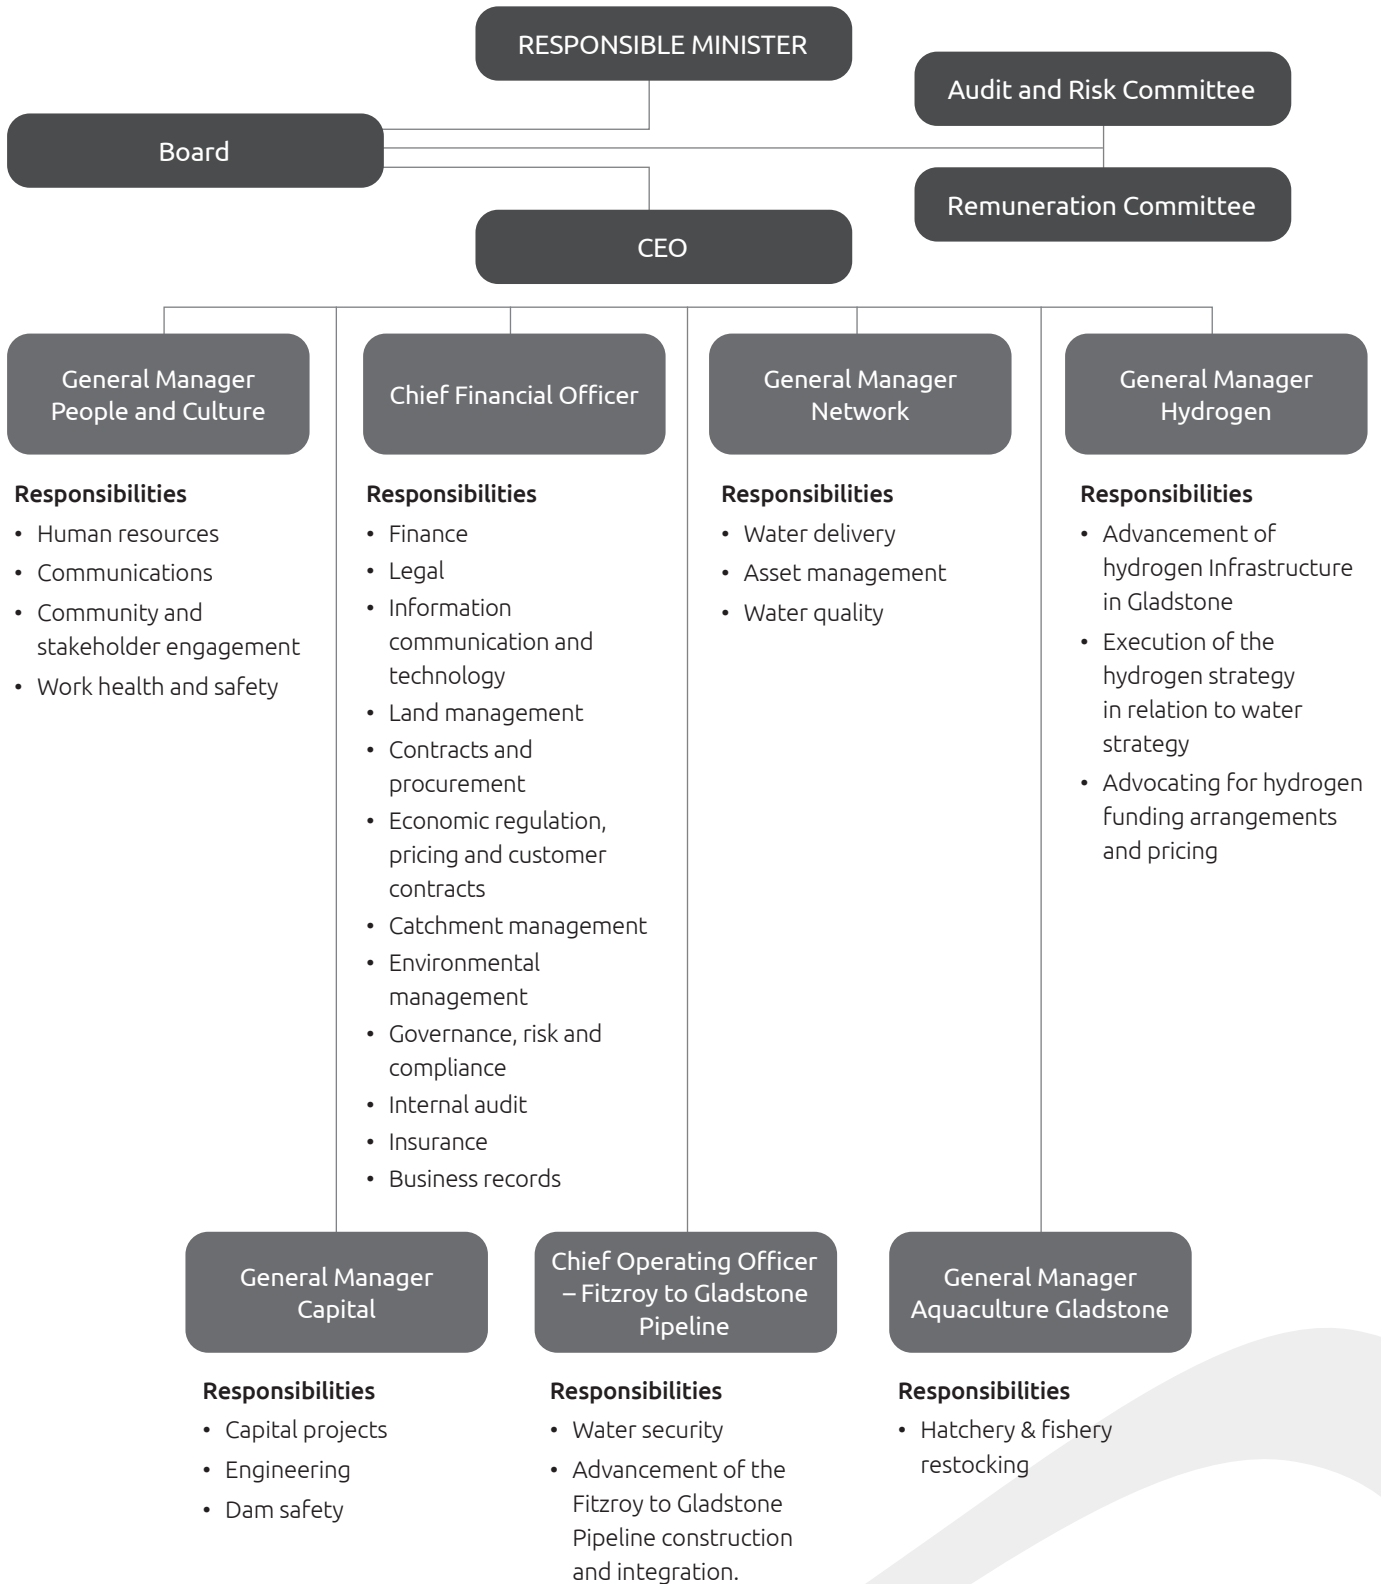 RESPONSIBLE MINISTER
Audit and Risk Committee
Board
Remuneration Committee
CEO
General Manager
People and Culture
Responsibilities
• Human resources
• Communications
• Community and
stakeholder engagement
• Work health and safety
Chief Financial Officer
Responsibilities
• Finance
• Legal
• Information
communication and
technology
• Land management
• Contracts and
procurement
• Economic regulation,
pricing and customer
contracts
• Catchment management
• Environmental
management
• Governance, risk and
compliance
• Internal audit
• Insurance
• Business records
General Manager
Network
Responsibilities
• Water delivery
• Asset management
• Water quality
General Manager
Hydrogen
Responsibilities
• Advancement of
hydrogen Infrastructure
in Gladstone
• Execution of the
hydrogen strategy
in relation to water
strategy
• Advocating for hydrogen
funding arrangements
and pricing
General Manager
Capital
Responsibilities
• Capital projects
• Engineering
• Dam safety
Chief Operating Officer
– Fitzroy to Gladstone
Pipeline
Responsibilities
• Water security
• Advancement of the
Fitzroy to Gladstone
Pipeline construction
and integration.
General Manager
Aquaculture Gladstone
Responsibilities
• Hatchery & fishery
restocking